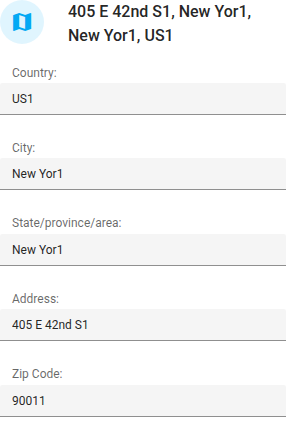 405 E 42nd S1, New Yor1,
New Yor1, US1
Country:
US1
City:
New Yor1
State/province/area:
New Yor1
Address:
405 E 42nd S1
Zip Code:
90011